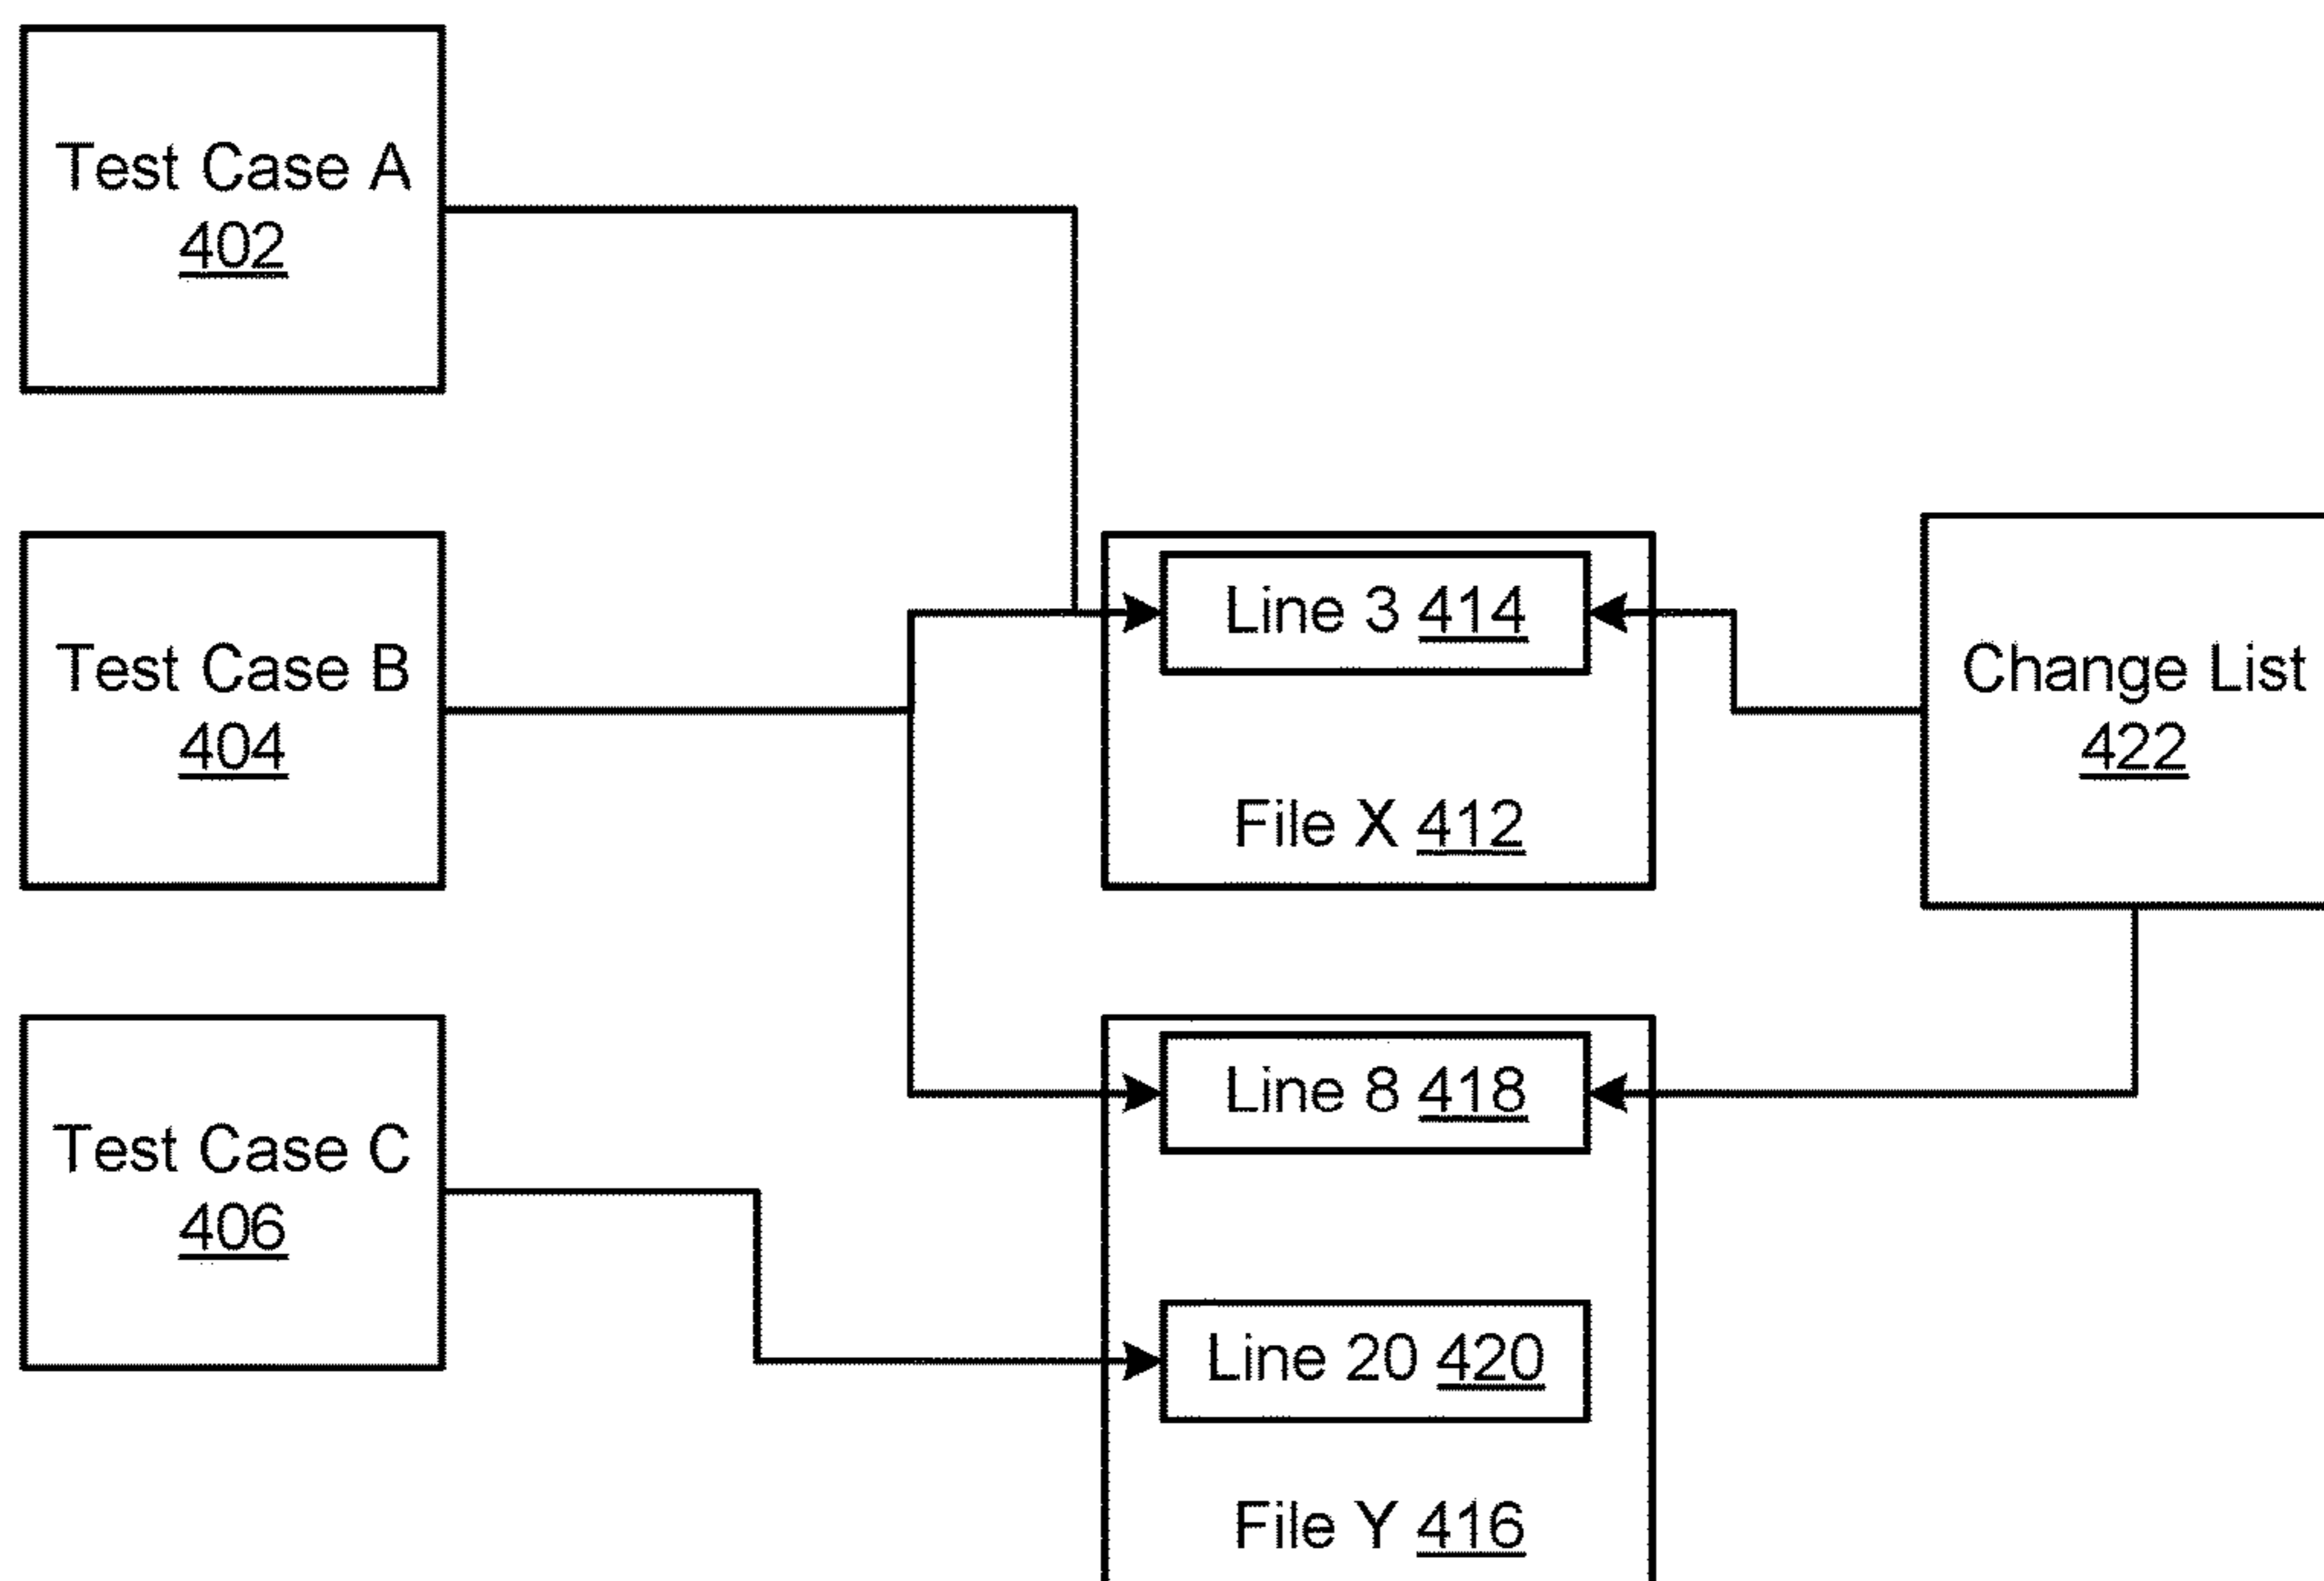 Test Case A
402
Test Case B
404
Test Case C
406
Line 3 414
File X 412
Line 8 418
Line 20 420
File Y 416
Change List
422